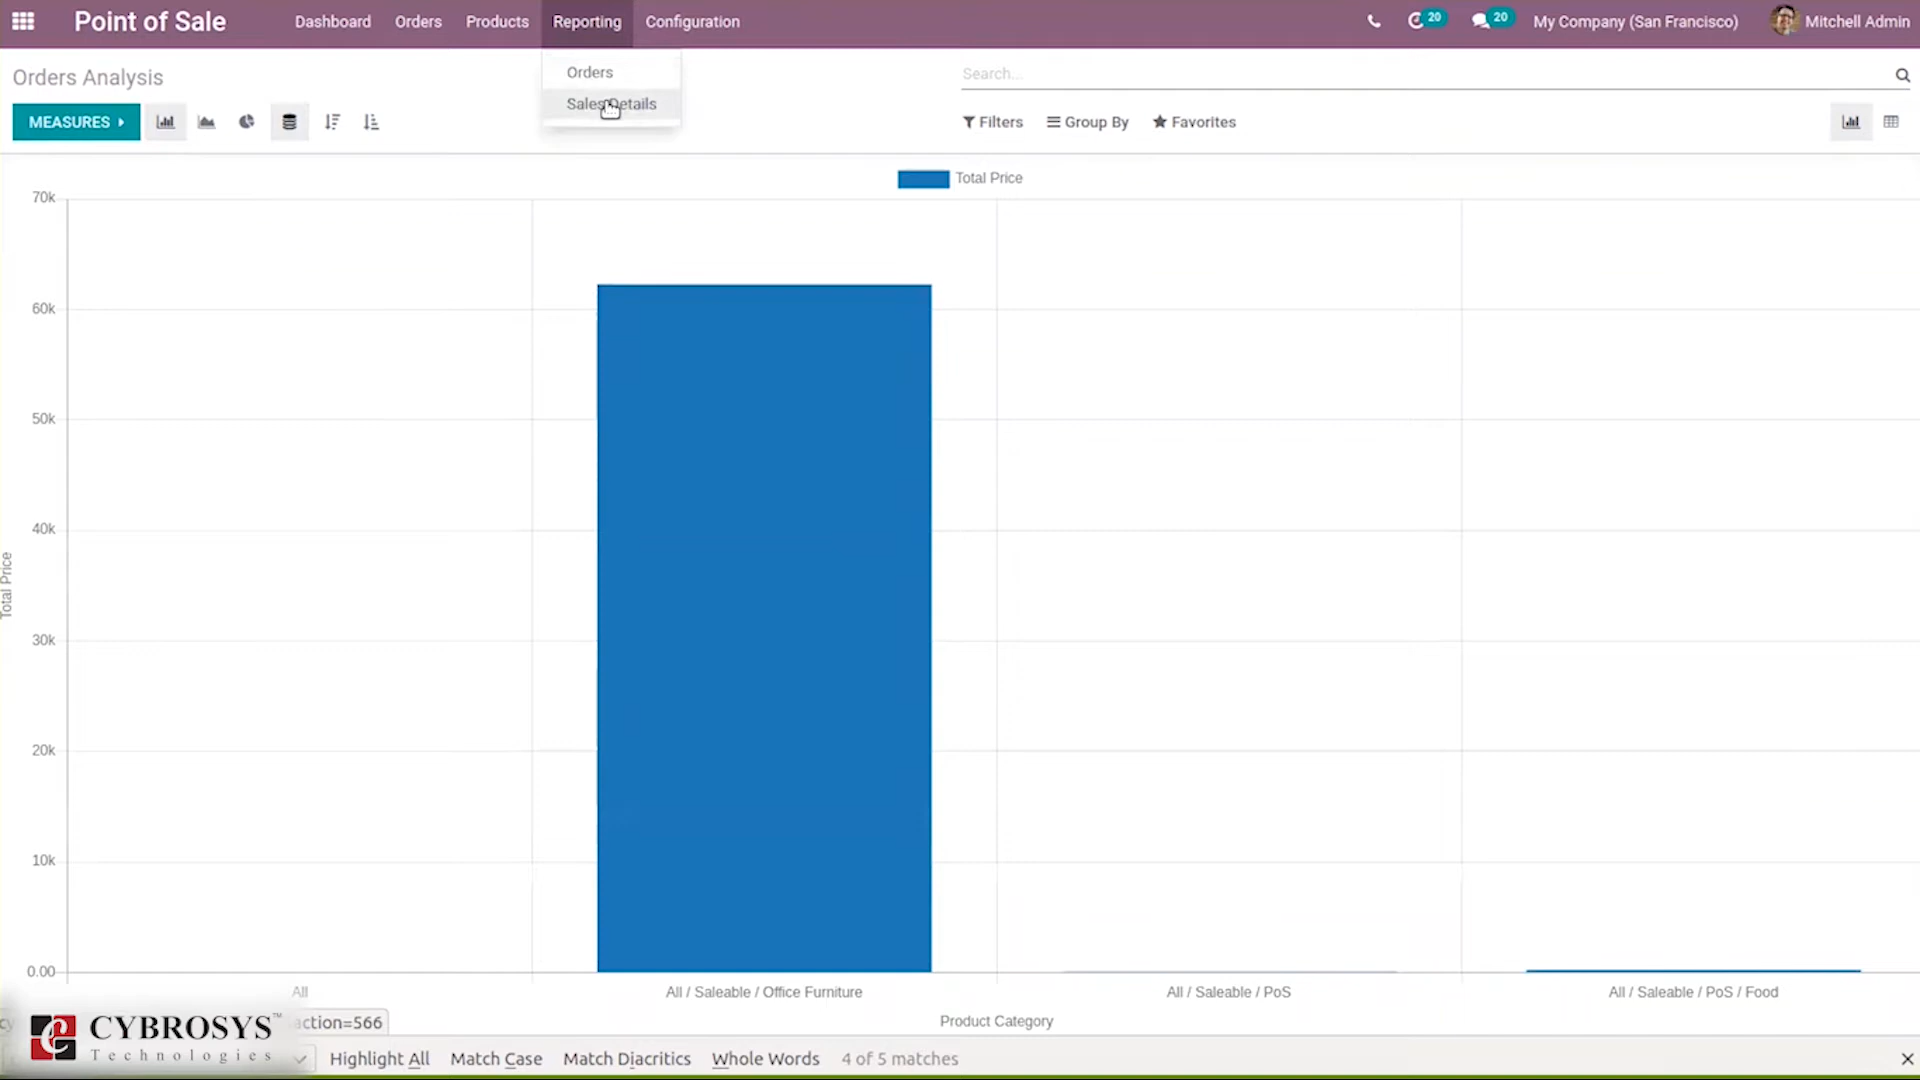 Point of Sale Dashboard Orders Products Reporting Configuration 20 20 My Company (San Francisco) Mitchell Admin
Orders Analysis
Orders
Search...
MEASURES
Sales Details
Filters Group By Favorites
Total Price
70k
60k
50k
40k
30k
20k
10k
0.00
Total Price
All All / Saleable / Office Furniture All / Saleable / PoS All / Saleable / PoS / Food
Product Category
action=566
CYBROSYS™
Technologies
Highlight All Match Case Match Diacritics Whole Words 4 of 5 matches